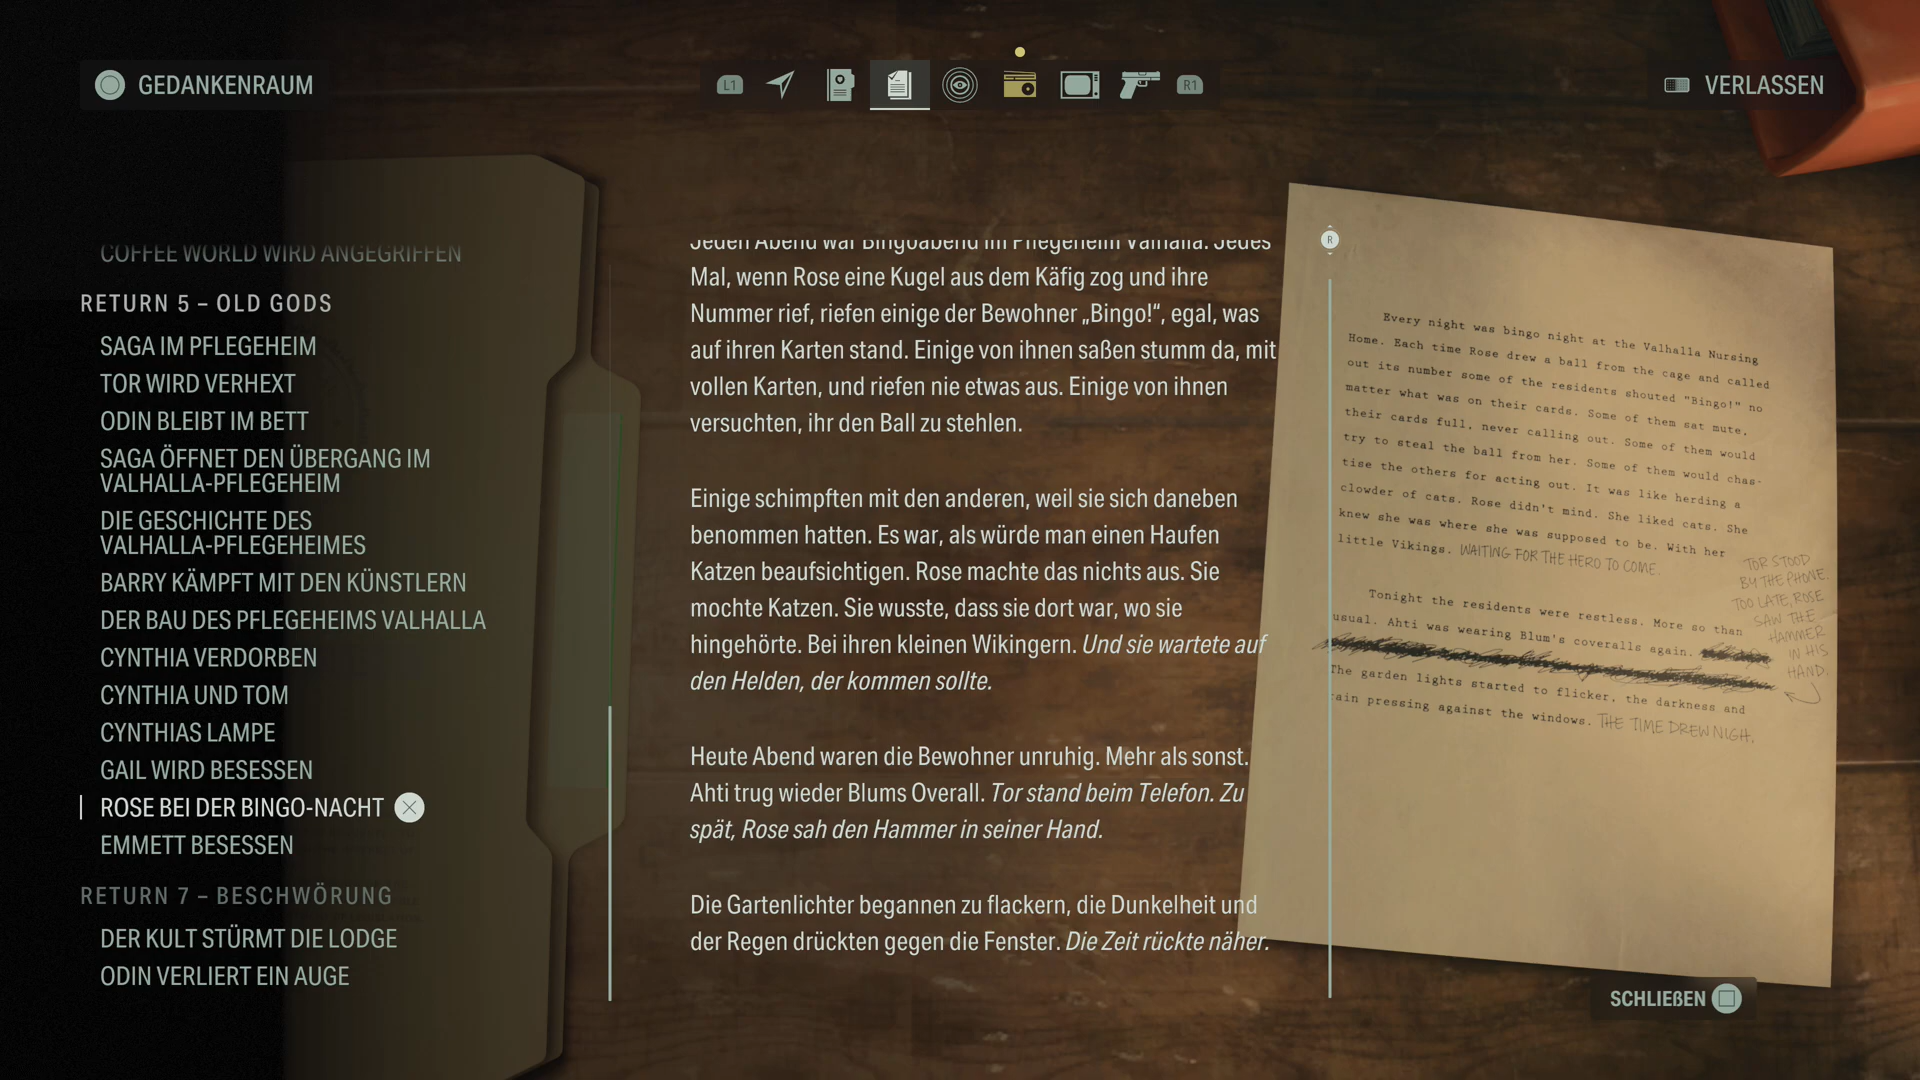 GEDANKENRAUM
L1
R1
VERLASSEN
COFFEE WORLD WIRD ANGEGRIFFEN
RETURN 5 – OLD GODS
SAGA IM PFLEGEHEIM
TOR WIRD VERHEXT
ODIN BLEIBT IM BETT
SAGA ÖFFNET DEN ÜBERGANG IM
VALHALLA-PFLEGEHEIM
DIE GESCHICHTE DES
VALHALLA-PFLEGEHEIMES
BARRY KÄMPFT MIT DEN KÜNSTLERN
DER BAU DES PFLEGEHEIMS VALHALLA
CYNTHIA VERDORBEN
CYNTHIA UND TOM
CYNTHIAS LAMPE
GAIL WIRD BESESSEN
ROSE BEI DER BINGO-NACHT
EMMETT BESESSEN
RETURN 7 – BESCHWÖRUNG
DER KULT STÜRMT DIE LODGE
ODIN VERLIERT EIN AUGE
Jeden Abend war Bingoabend im Pflegeheim Valhalla. Jedes
Mal, wenn Rose eine Kugel aus dem Käfig zog und ihre
Nummer rief, riefen einige der Bewohner „Bingo!“, egal, was
auf ihren Karten stand. Einige von ihnen saßen stumm da, mit
vollen Karten, und riefen nie etwas aus. Einige von ihnen
versuchten, ihr den Ball zu stehlen.
Einige schimpften mit den anderen, weil sie sich daneben
benommen hatten. Es war, als würde man einen Haufen
Katzen beaufsichtigen. Rose machte das nichts aus. Sie
mochte Katzen. Sie wusste, dass sie dort war, wo sie
hingehörte. Bei ihren kleinen Wikingern. Und sie wartete auf
den Helden, der kommen sollte.
Heute Abend waren die Bewohner unruhig. Mehr als sonst.
Ahti trug wieder Blums Overall. Tor stand beim Telefon. Zu
spät, Rose sah den Hammer in seiner Hand.
Die Gartenlichter begannen zu flackern, die Dunkelheit und
der Regen drückten gegen die Fenster. Die Zeit rückte näher.
R
Every night was bingo night at the Valhalla Nursing
Home. Each time Rose drew a ball from the cage and called
out its number some of the residents shouted "Bingo!" no
matter what was on their cards. Some of them sat mute,
their cards full, never calling out. Some of them would
try to steal the ball from her. Some of them would chas-
tise the others for acting out. It was like herding a
clowder of cats. Rose didn't mind. She liked cats. She
knew she was where she was supposed to be. With her
little Vikings. WAITING FOR THE HERO TO COME.
Tonight the residents were restless. More so than
usual. Ahti was wearing Blum's coveralls again.
TOR STOOD
BY THE PHONE.
TOO LATE, ROSE
SAW THE
HAMMER
IN HIS
HAND.
The garden lights started to flicker, the darkness and
rain pressing against the windows. THE TIME DREW NIGH.
SCHLIEẞEN